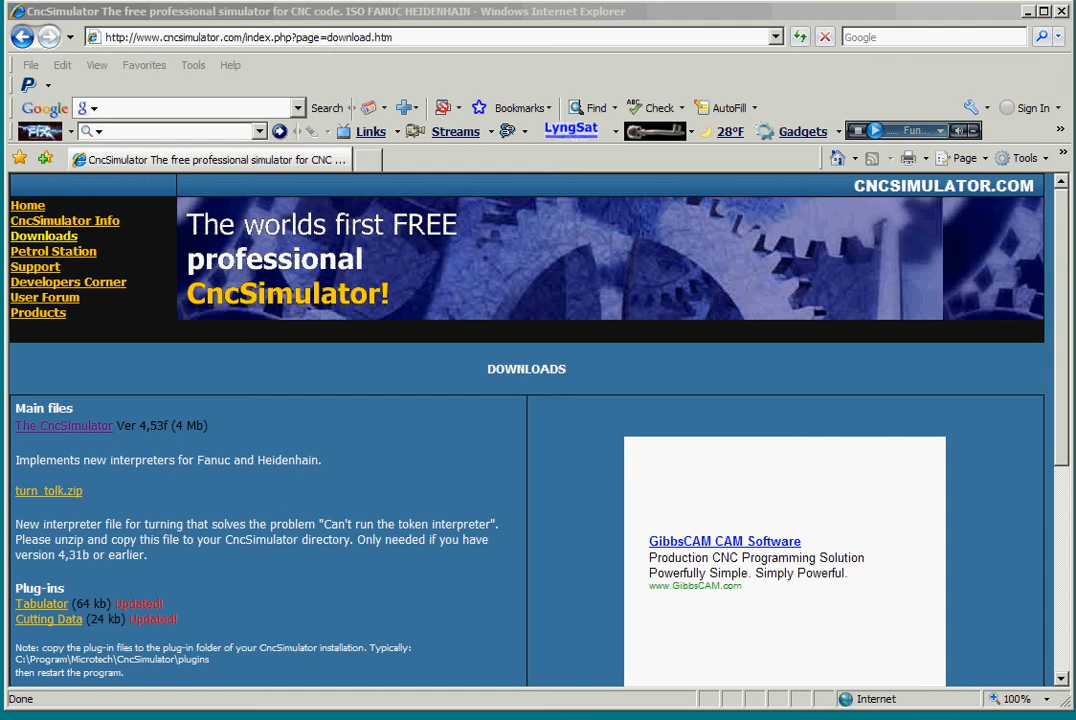 CncSimulator The free professional simulator for CNC code. ISO FANUC HEIDENHAIN - Windows Internet Explorer
http://www.cncsimulator.com/index.php?page=download.htm
Google
File Edit View Favorites Tools Help
Google Search Bookmarks Find Check AutoFill Sign In
Links Streams LyngSat 28°F Gadgets Fun...
CncSimulator The free professional simulator for CNC ...
Page Tools
CNCSIMULATOR.COM
Home
CncSimulator Info
Downloads
Petrol Station
Support
Developers Corner
User Forum
Products
The worlds first FREE
professional
CncSimulator!
DOWNLOADS
Main files
The CncSimulator Ver 4,53f (4 Mb)
Implements new interpreters for Fanuc and Heidenhain.
turn_tolk.zip
New interpreter file for turning that solves the problem "Can't run the token interpreter".
Please unzip and copy this file to your CncSimulator directory. Only needed if you have
version 4,31b or earlier.
Plug-ins
Tabulator (64 kb) Updated!
Cutting Data (24 kb) Updated!
Note: copy the plug-in files to the plug-in folder of your CncSimulator installation. Typically:
C:\Program\Microtech\CncSimulator\plugins
then restart the program.
GibbsCAM CAM Software
Production CNC Programming Solution
Powerfully Simple. Simply Powerful.
www.GibbsCAM.com
Done
Internet
100%